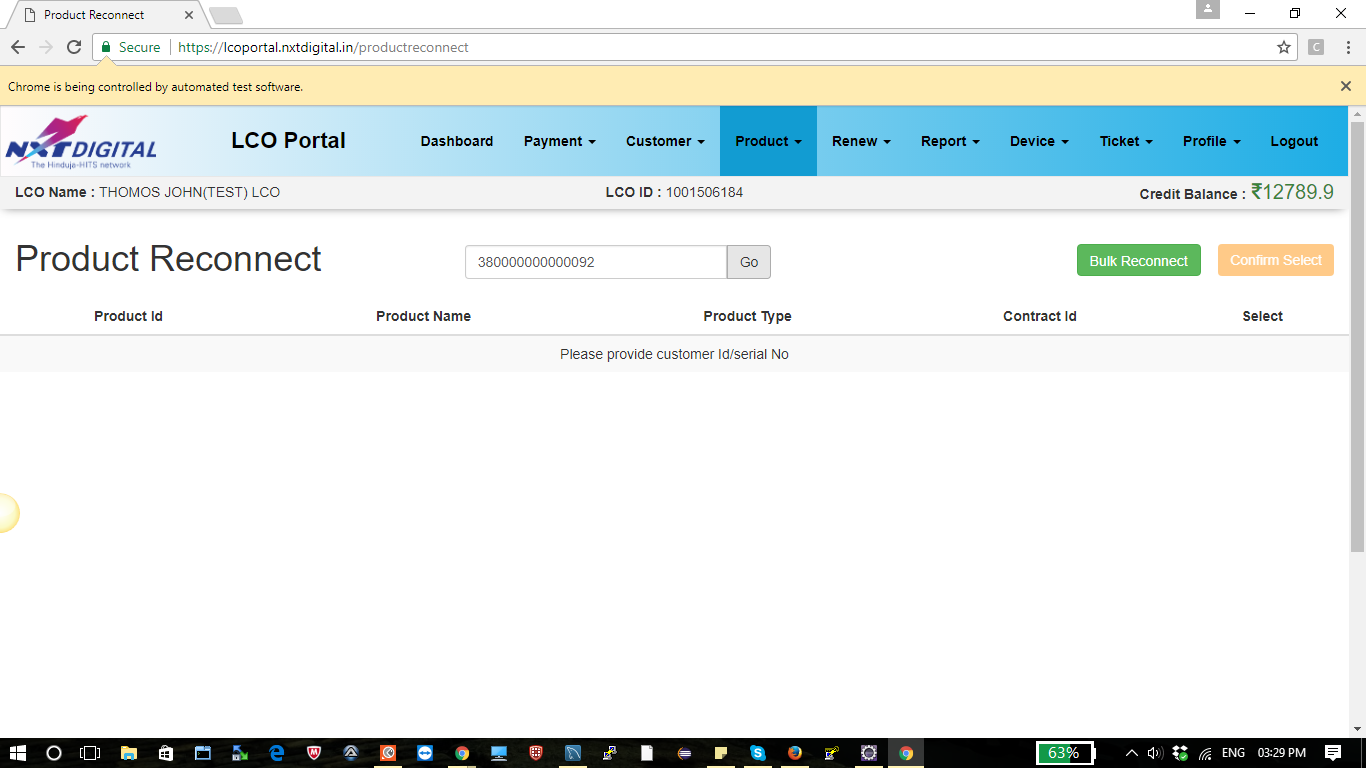 Product Reconnect
Secure https://lcoportal.nxtdigital.in/productreconnect C
Chrome is being controlled by automated test software.
NXT DIGITAL
The Hinduja-HITS network
LCO Portal Dashboard Payment Customer Product Renew Report Device Ticket Profile Logout
LCO Name : THOMOS JOHN(TEST) LCO LCO ID : 1001506184 Credit Balance : ₹12789.9
Product Reconnect 380000000000092 Go Bulk Reconnect Confirm Select
Product Id Product Name Product Type Contract Id Select
Please provide customer Id/serial No
63% ENG 03:29 PM